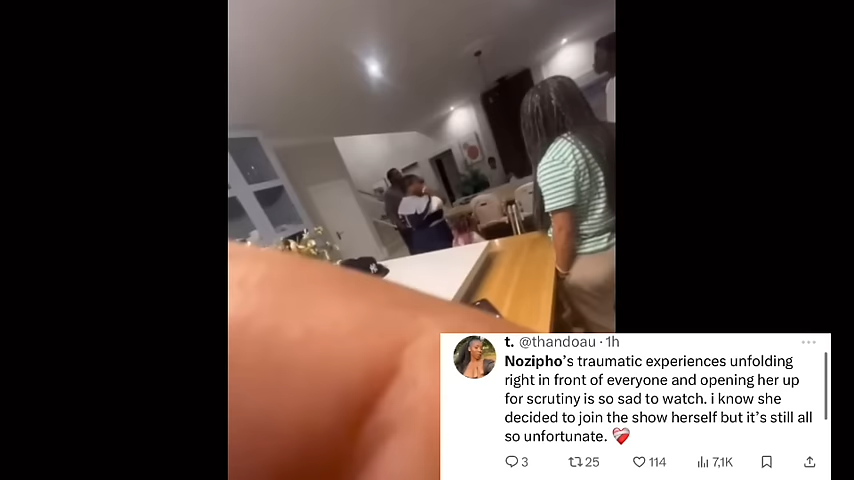 t. @thandoau · 1h
Nozipho's traumatic experiences unfolding
right in front of everyone and opening her up
for scrutiny is so sad to watch. i know she
decided to join the show herself but it's still all
so unfortunate. ❤️‍🩹
3 25 114 7,1K